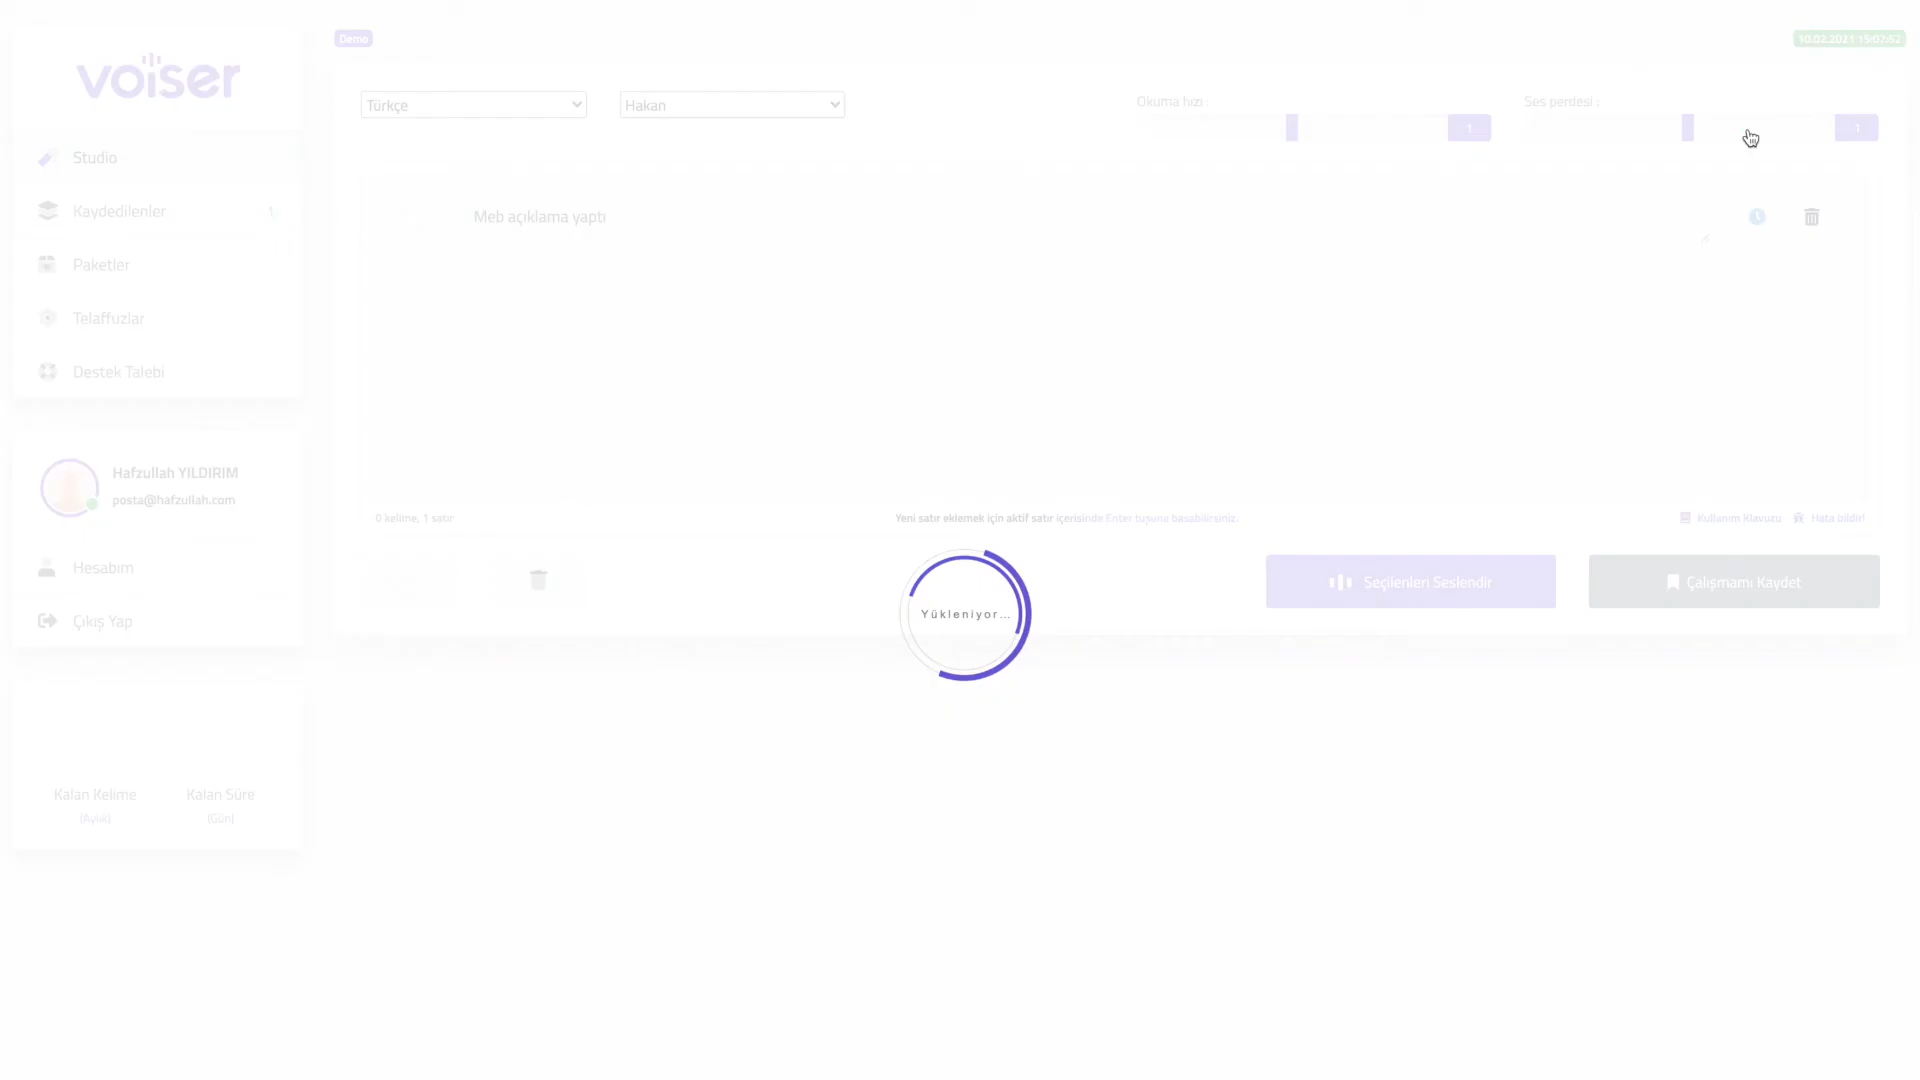 voiser
Demo
10.02.2021 15:07:52
Türkçe
Hakan
Okuma hızı :
1
Ses perdesi :
1
Studio
Kaydedilenler 1
Paketler
Telaffuzlar
Destek Talebi
Meb açıklama yaptı
Hafzullah YILDIRIM
posta@hafzullah.com
Hesabım
Çıkış Yap
0 kelime, 1 satır
Yeni satır eklemek için aktif satır içerisinde Enter tuşuna basabilirsiniz.
Kullanım Klavuzu
Hata bildir!
Seçilenleri Seslendir
Çalışmamı Kaydet
Yükleniyor...
Kalan Kelime
(Aylık)
Kalan Süre
(Gün)